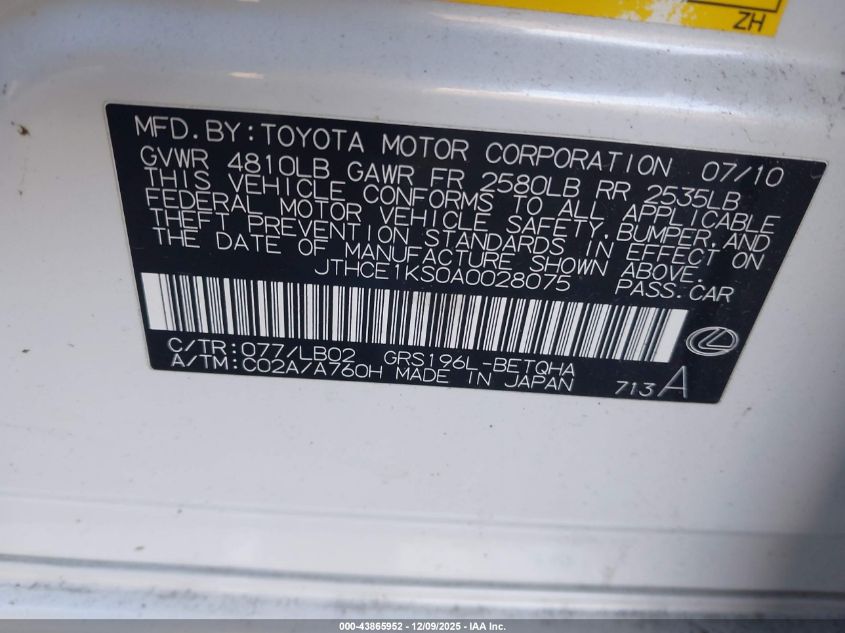 ZH
MFD.BY:TOYOTA MOTOR CORPORATION 07/10
GVWR 4810LB GAWR FR 2580LB RR 2535LB
THIS VEHICLE CONFORMS TO ALL APPLICABLE
FEDERAL MOTOR VEHICLE SAFETY,BUMPER,AND
THEFT PREVENTION STANDARDS IN EFFECT ON
THE DATE OF MANUFACTURE SHOWN ABOVE.
JTHCE1KS0A0028075 PASS.CAR
C/TR:077/LB02 GRS196L-BETQHA
A/TM:C02A/A760H MADE IN JAPAN
713A
000-43865952 - 12/09/2025 - IAA Inc.